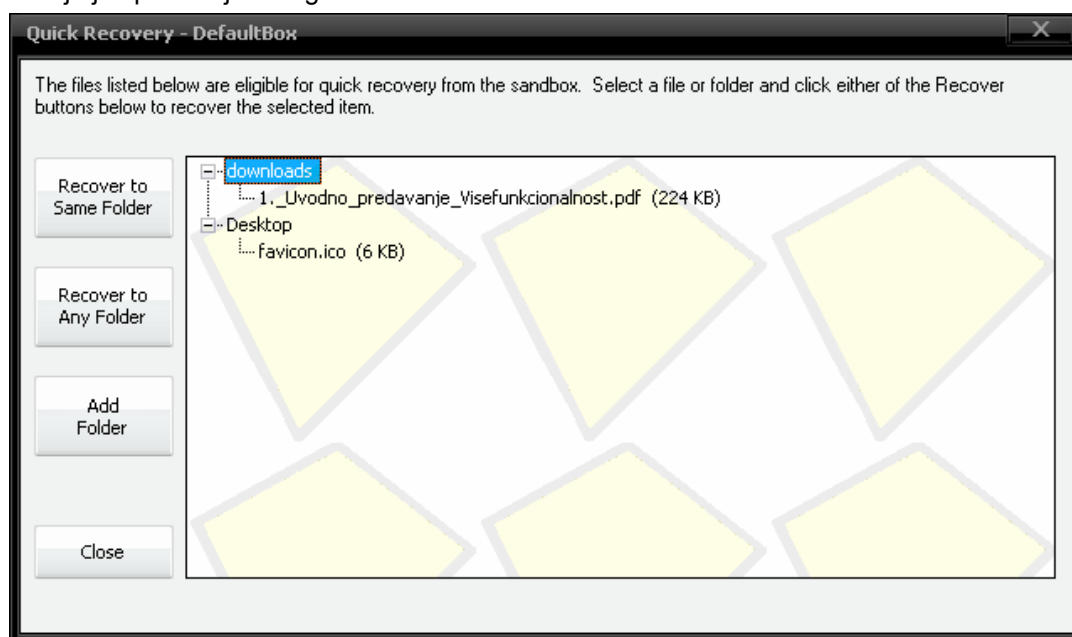 Quick Recovery - DefaultBox
X
The files listed below are eligible for quick recovery from the sandbox.  Select a file or folder and click either of the Recover
buttons below to recover the selected item.
Recover to
Same Folder
Recover to
Any Folder
Add
Folder
Close
downloads
1._Uvodno_predavanje_Visefunkcionalnost.pdf (224 KB)
Desktop
favicon.ico (6 KB)